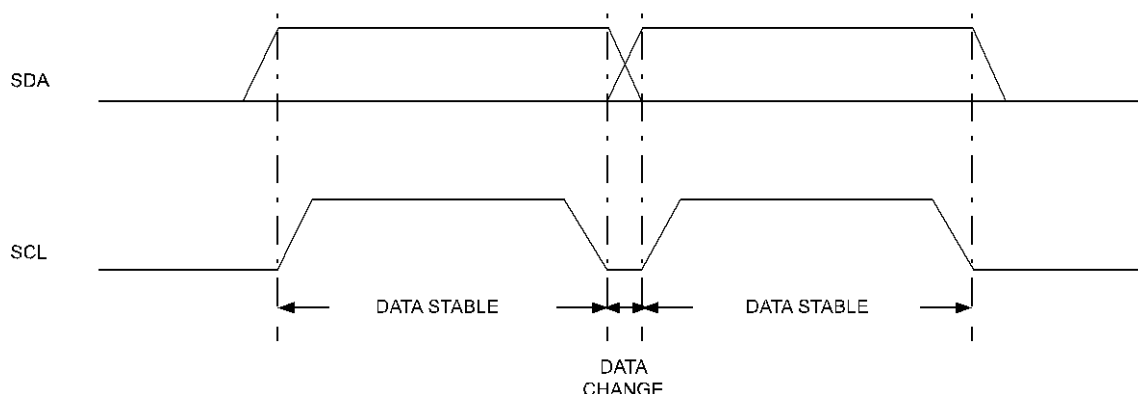 SDA
SCL
DATA STABLE
DATA STABLE
DATA
CHANGE